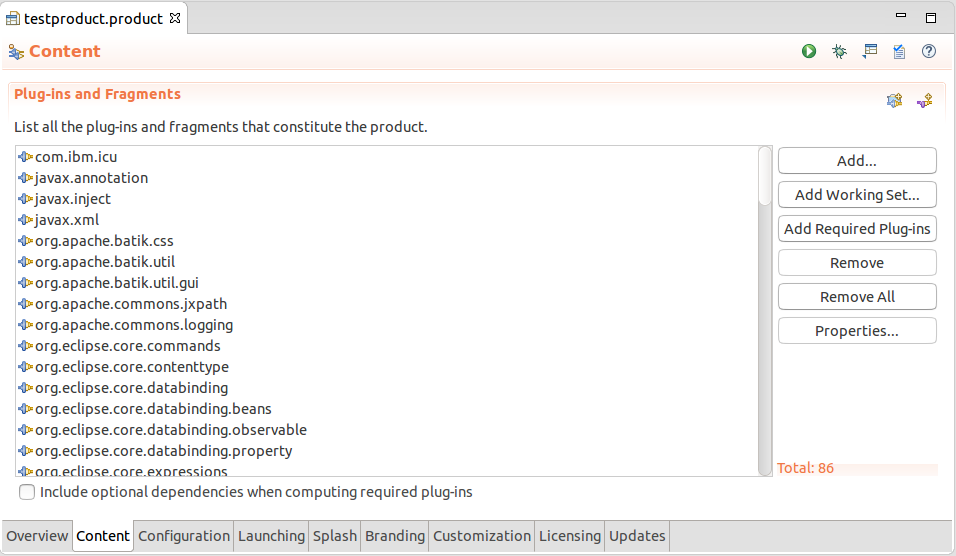 testproduct.product
Content
Plug-ins and Fragments
List all the plug-ins and fragments that constitute the product.
com.ibm.icu
javax.annotation
javax.inject
javax.xml
org.apache.batik.css
org.apache.batik.util
org.apache.batik.util.gui
org.apache.commons.jxpath
org.apache.commons.logging
org.eclipse.core.commands
org.eclipse.core.contenttype
org.eclipse.core.databinding
org.eclipse.core.databinding.beans
org.eclipse.core.databinding.observable
org.eclipse.core.databinding.property
org.eclipse.core.expressions
Add...
Add Working Set...
Add Required Plug-ins
Remove
Remove All
Properties...
Total: 86
Include optional dependencies when computing required plug-ins
Overview Content Configuration Launching Splash Branding Customization Licensing Updates